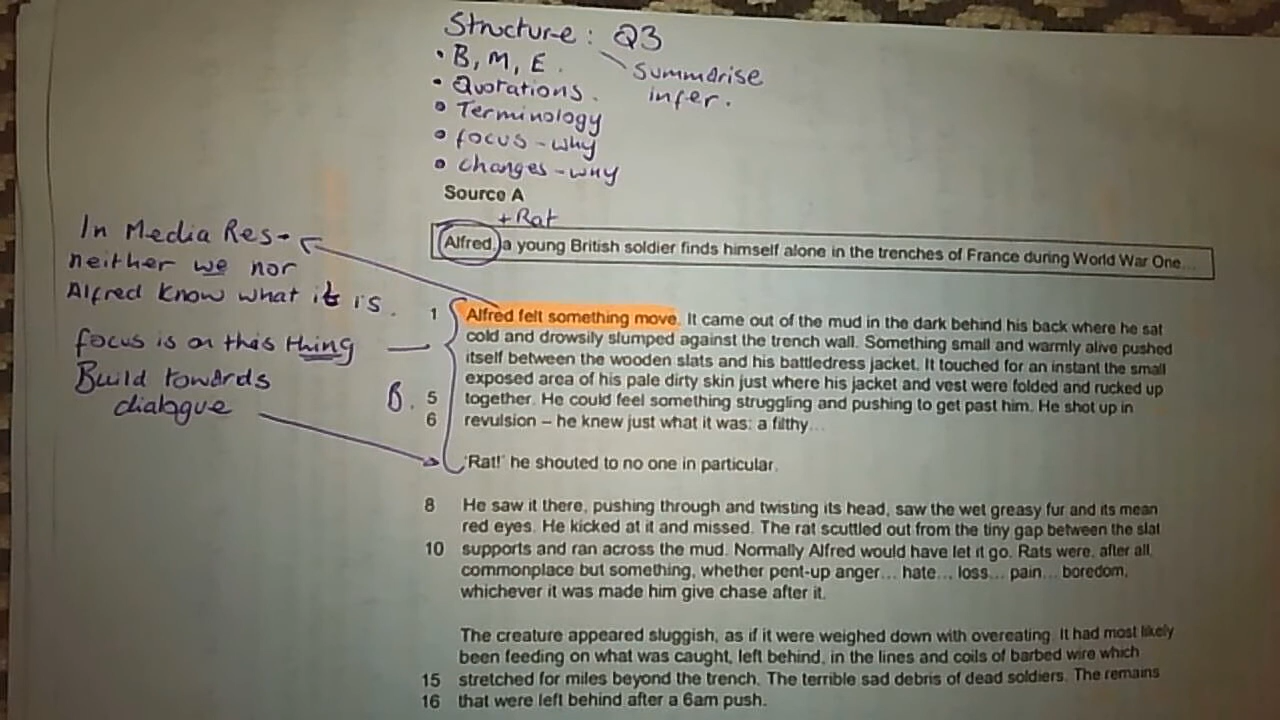 Structure: Q3
• B, M, E.
Summarise
infer.
• Quotations.
• Terminology
• focus - why
• changes - why
Source A
+ Rat
Alfred, a young British soldier finds himself alone in the trenches of France during World War One...
In Media Res -
neither we nor
Alfred know what it is.
focus is on this thing
Build towards
dialogue
B.
1 Alfred felt something move. It came out of the mud in the dark behind his back where he sat
cold and drowsily slumped against the trench wall. Something small and warmly alive pushed
itself between the wooden slats and his battledress jacket. It touched for an instant the small
exposed area of his pale dirty skin just where his jacket and vest were folded and rucked up
5 together. He could feel something struggling and pushing to get past him. He shot up in
6 revulsion – he knew just what it was: a filthy...
'Rat!' he shouted to no one in particular.
8 He saw it there, pushing through and twisting its head, saw the wet greasy fur and its mean
red eyes. He kicked at it and missed. The rat scuttled out from the tiny gap between the slat
10 supports and ran across the mud. Normally Alfred would have let it go. Rats were, after all,
commonplace but something, whether pent-up anger... hate... loss... pain... boredom,
whichever it was made him give chase after it.
The creature appeared sluggish, as if it were weighed down with overeating. It had most likely
been feeding on what was caught, left behind, in the lines and coils of barbed wire which
15 stretched for miles beyond the trench. The terrible sad debris of dead soldiers. The remains
16 that were left behind after a 6am push.